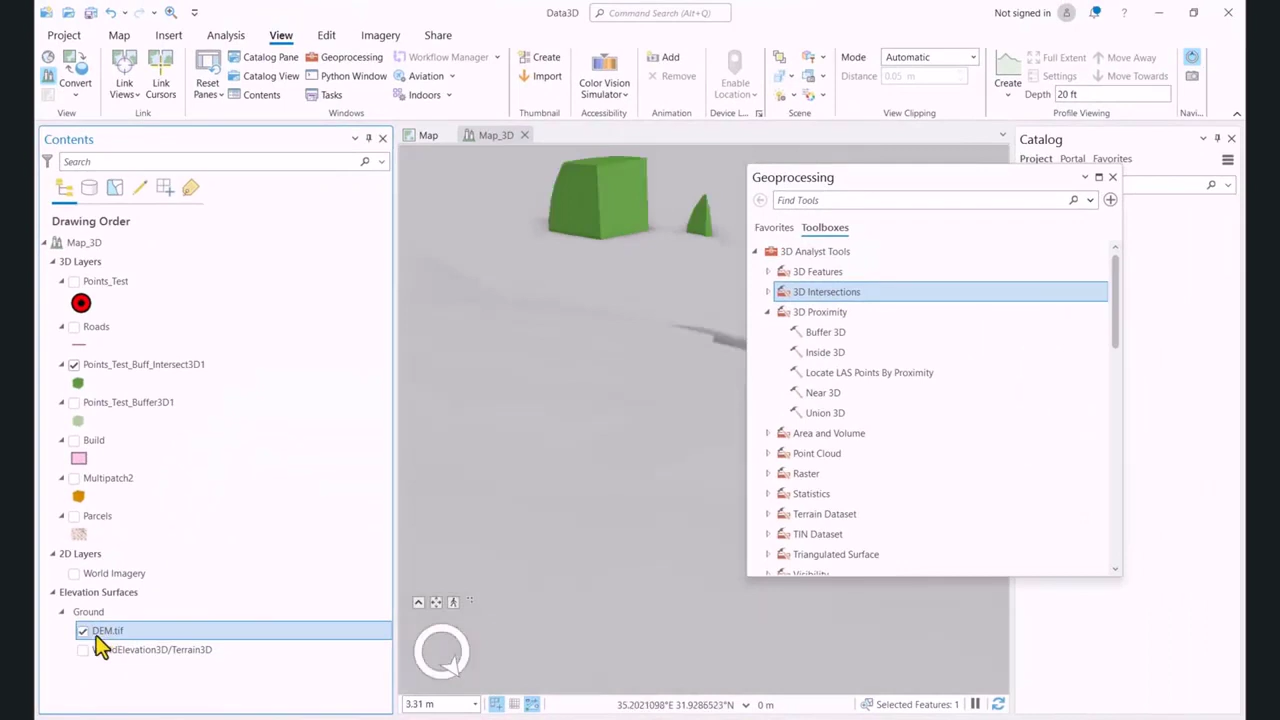 Data3D
Command Search (Alt+Q)
Not signed in
Project
Map
Insert
Analysis
View
Edit
Imagery
Share
Convert
View
Link Views
Link Cursors
Link
Reset Panes
Catalog Pane
Catalog View
Contents
Geoprocessing
Python Window
Tasks
Workflow Manager
Aviation
Indoors
Windows
Create
Import
Thumbnail
Color Vision Simulator
Accessibility
Add
Remove
Animation
Enable Location
Device L...
Scene
Mode
Automatic
Distance
0.05 m
View Clipping
Create
Full Extent
Move Away
Settings
Move Towards
Depth
20 ft
Profile Viewing
Navi...
Contents
Search
Drawing Order
Map_3D
3D Layers
Points_Test
Roads
Points_Test_Buff_Intersect3D1
Points_Test_Buffer3D1
Build
Multipatch2
Parcels
2D Layers
World Imagery
Elevation Surfaces
Ground
DEM.tif
dElevation3D/Terrain3D
Map
Map_3D
Geoprocessing
Find Tools
Favorites
Toolboxes
3D Analyst Tools
3D Features
3D Intersections
3D Proximity
Buffer 3D
Inside 3D
Locate LAS Points By Proximity
Near 3D
Union 3D
Area and Volume
Point Cloud
Raster
Statistics
Terrain Dataset
TIN Dataset
Triangulated Surface
Visibility
Catalog
Project
Portal
Favorites
3.31 m
35.2021098°E 31.9286523°N
0 m
Selected Features: 1